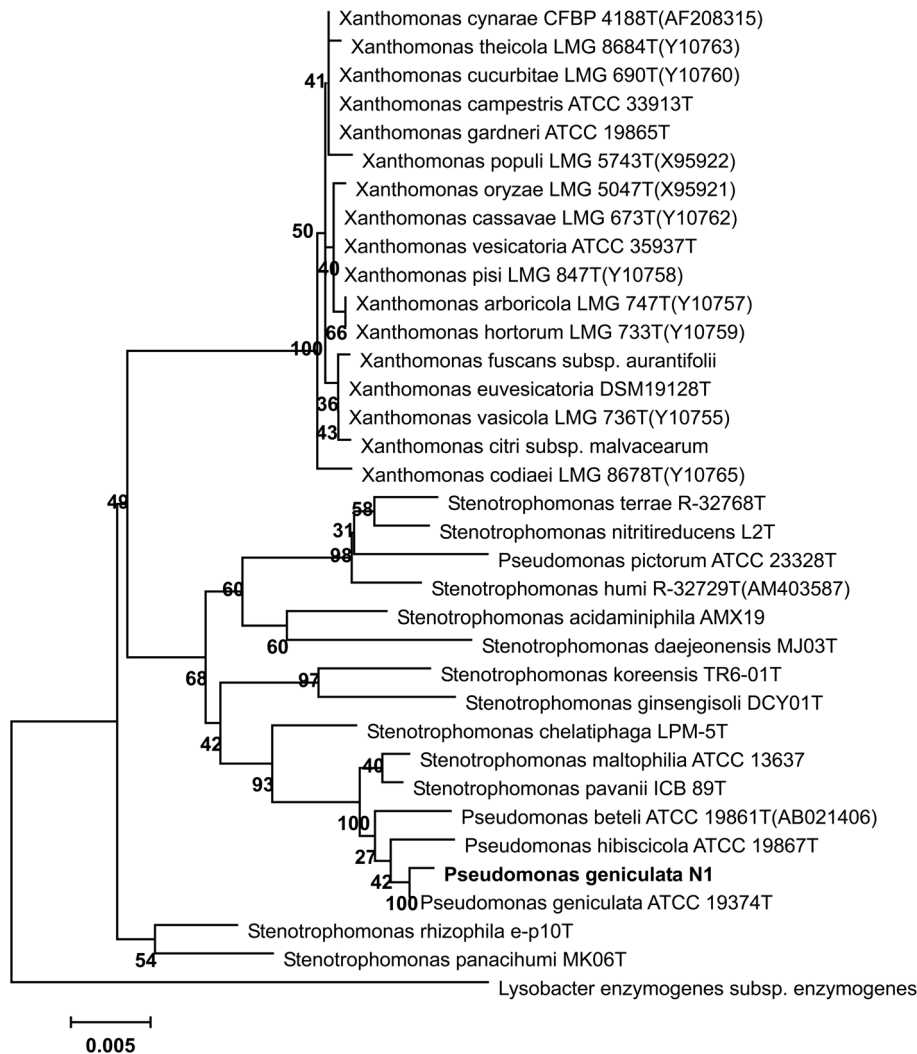 Xanthomonas cynarae CFBP 4188T(AF208315)
Xanthomonas theicola LMG 8684T(Y10763)
Xanthomonas cucurbitae LMG 690T(Y10760)
41
Xanthomonas campestris ATCC 33913T
Xanthomonas gardneri ATCC 19865T
Xanthomonas populi LMG 5743T(X95922)
Xanthomonas oryzae LMG 5047T(X95921)
Xanthomonas cassavae LMG 673T(Y10762)
50
Xanthomonas vesicatoria ATCC 35937T
40
Xanthomonas pisi LMG 847T(Y10758)
Xanthomonas arboricola LMG 747T(Y10757)
66
Xanthomonas hortorum LMG 733T(Y10759)
100
Xanthomonas fuscans subsp. aurantifolii
Xanthomonas euvesicatoria DSM19128T
36
Xanthomonas vasicola LMG 736T(Y10755)
43
Xanthomonas citri subsp. malvacearum
Xanthomonas codiaei LMG 8678T(Y10765)
49
Stenotrophomonas terrae R-32768T
58
31
Stenotrophomonas nitritireducens L2T
98
Pseudomonas pictorum ATCC 23328T
60
Stenotrophomonas humi R-32729T(AM403587)
Stenotrophomonas acidaminiphila AMX19
60
Stenotrophomonas daejeonensis MJ03T
68
97
Stenotrophomonas koreensis TR6-01T
Stenotrophomonas ginsengisoli DCY01T
42
Stenotrophomonas chelatiphaga LPM-5T
40
Stenotrophomonas maltophilia ATCC 13637
93
Stenotrophomonas pavanii ICB 89T
100
Pseudomonas beteli ATCC 19861T(AB021406)
27
Pseudomonas hibiscicola ATCC 19867T
42
Pseudomonas geniculata N1
100
Pseudomonas geniculata ATCC 19374T
Stenotrophomonas rhizophila e-p10T
54
Stenotrophomonas panacihumi MK06T
Lysobacter enzymogenes subsp. enzymogenes
0.005